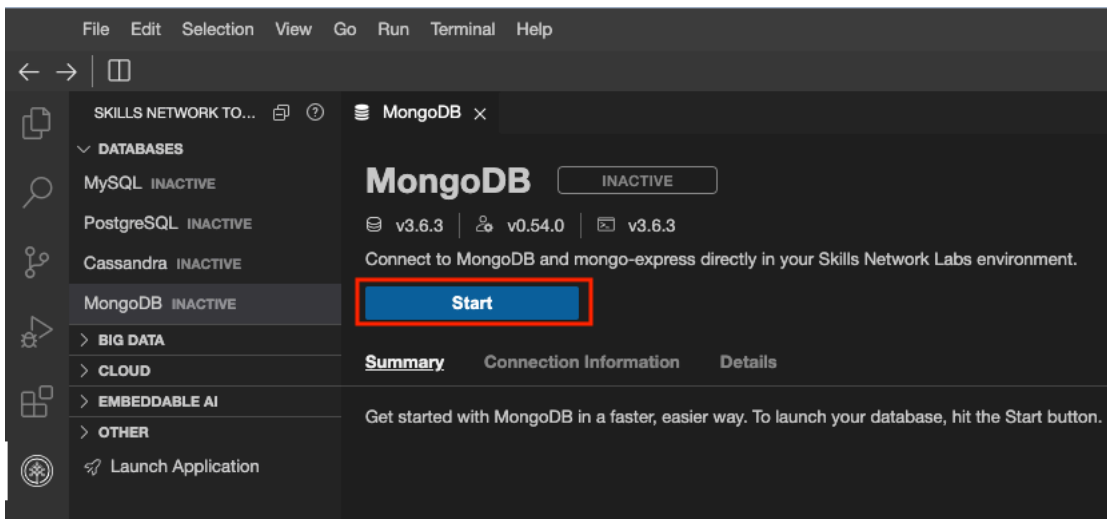 File Edit Selection View Go Run Terminal Help
SKILLS NETWORK TO...
MongoDB
DATABASES
MySQL INACTIVE
PostgreSQL INACTIVE
Cassandra INACTIVE
MongoDB INACTIVE
BIG DATA
CLOUD
EMBEDDABLE AI
OTHER
Launch Application
MongoDB INACTIVE
v3.6.3 v0.54.0 v3.6.3
Connect to MongoDB and mongo-express directly in your Skills Network Labs environment.
Start
Summary Connection Information Details
Get started with MongoDB in a faster, easier way. To launch your database, hit the Start button.